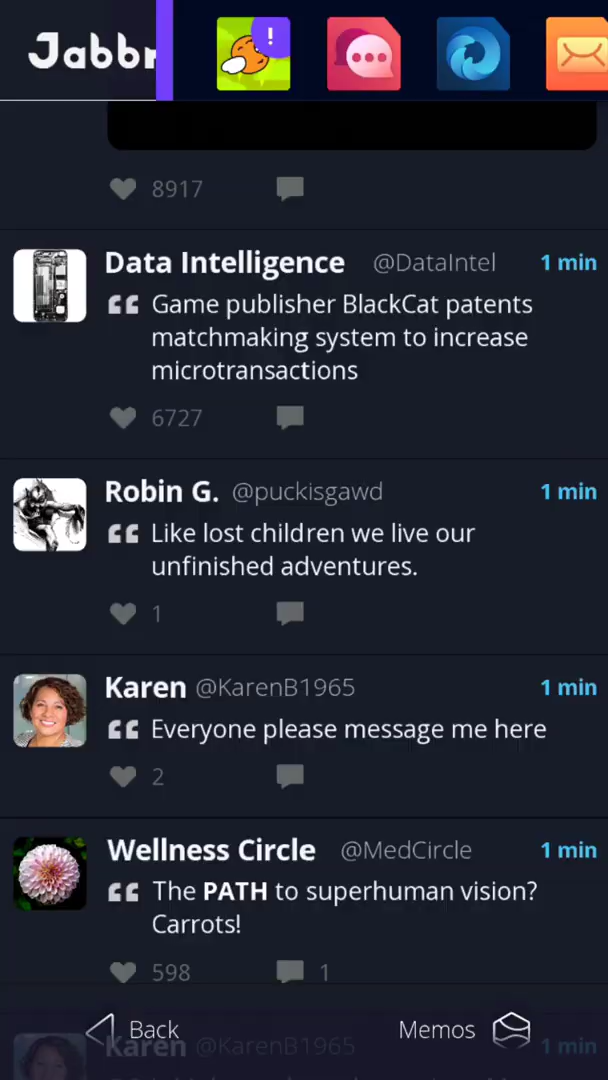 Jabbr
!
8917
Data Intelligence @DataIntel 1 min
Game publisher BlackCat patents
matchmaking system to increase
microtransactions
6727
Robin G. @puckisgawd 1 min
Like lost children we live our
unfinished adventures.
1
Karen @KarenB1965 1 min
Everyone please message me here
2
Wellness Circle @MedCircle 1 min
The PATH to superhuman vision?
Carrots!
598 1
Back Memos
Karen @KarenB1965 1 min